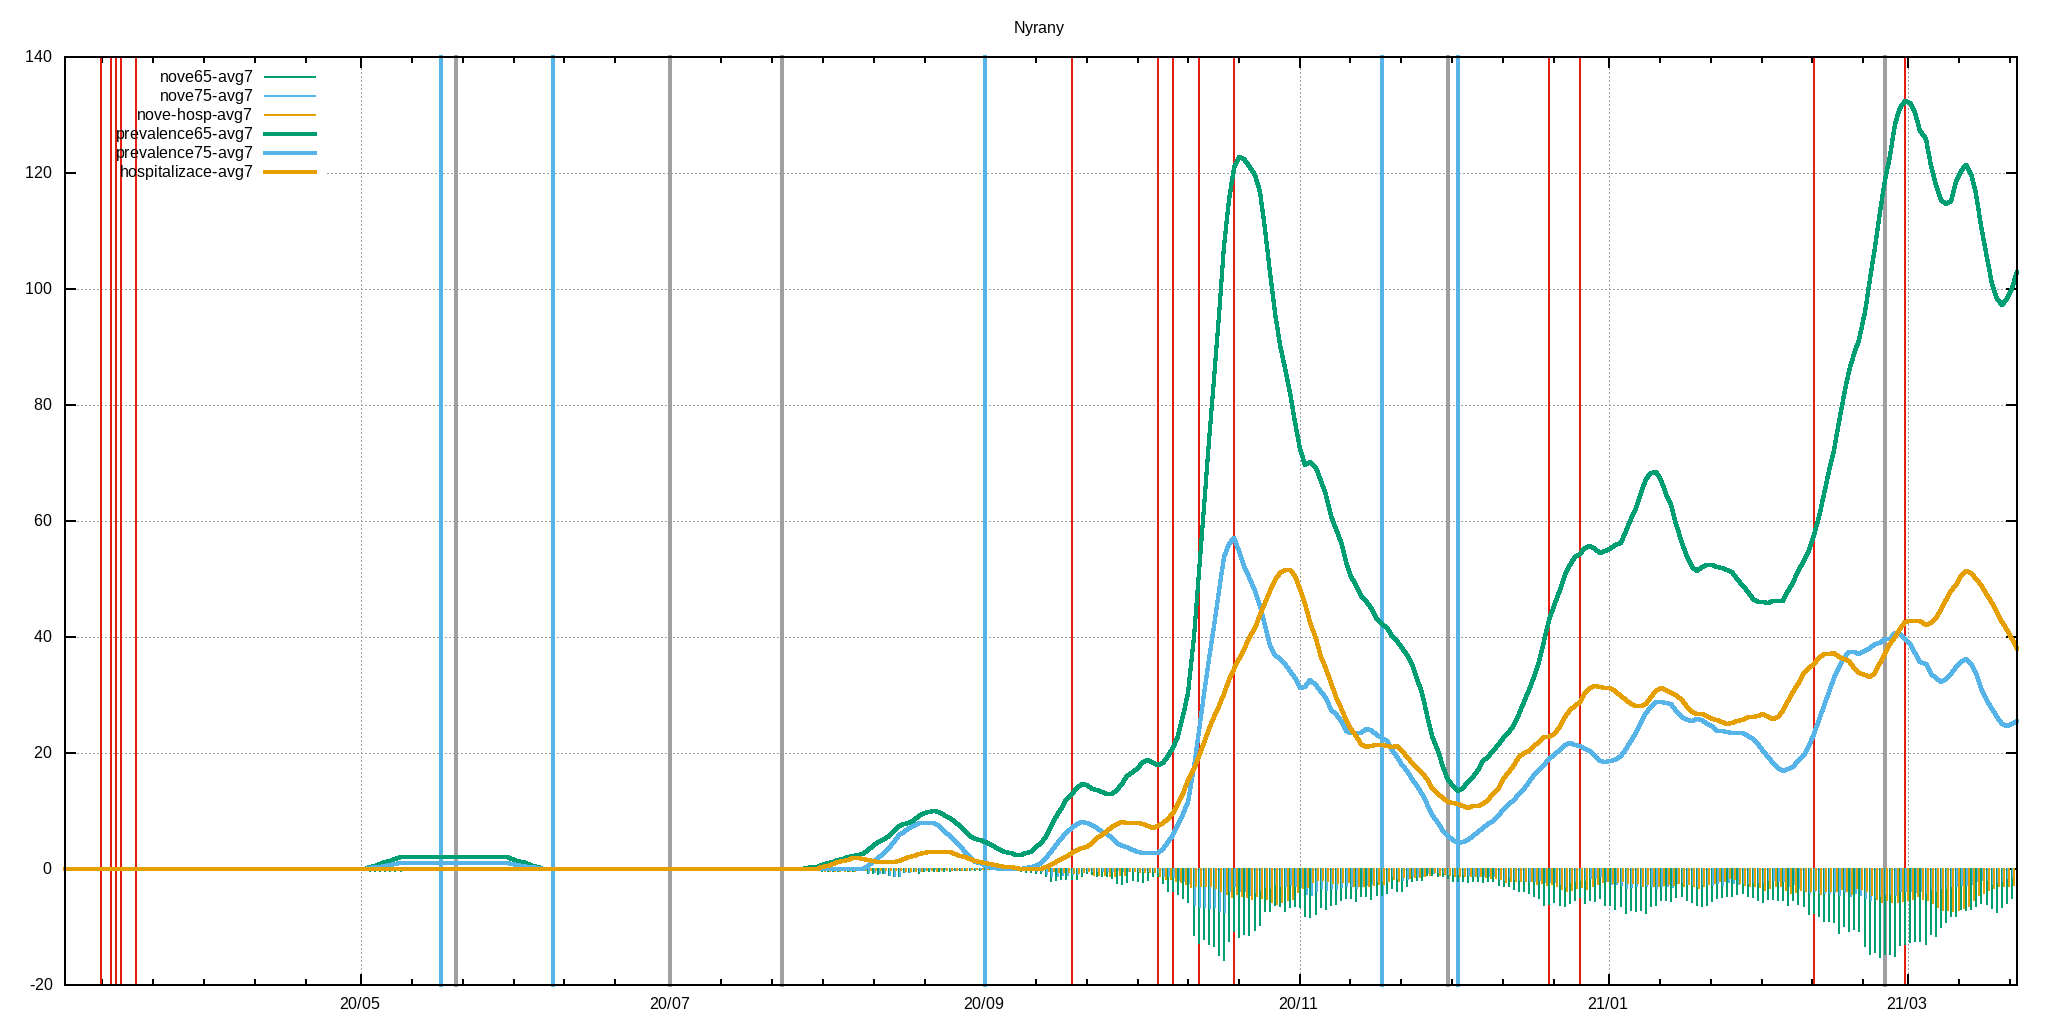 Nyrany
140
120
100
80
60
40
20
0
-20
nove65-avg7
nove75-avg7
nove-hosp-avg7
prevalence65-avg7
prevalence75-avg7
hospitalizace-avg7
20/05
20/07
20/09
20/11
21/01
21/03